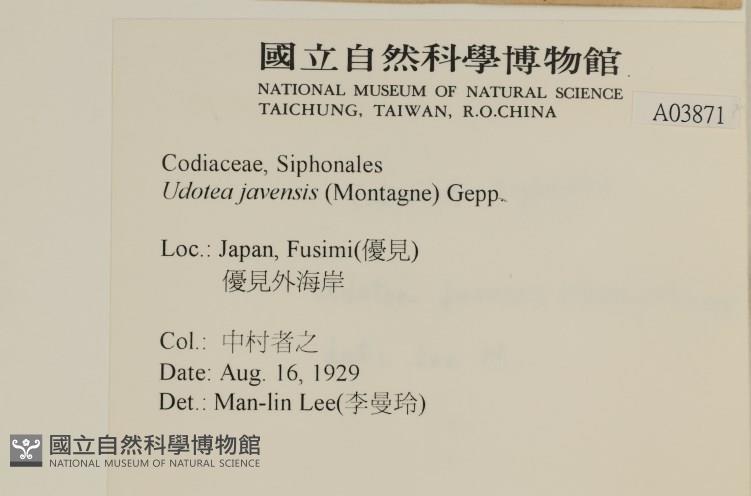 國立自然科學博物館
NATIONAL MUSEUM OF NATURAL SCIENCE
TAICHUNG, TAIWAN, R.O.CHINA
A03871
Codiaceae, Siphonales
Udotea javensis (Montagne) Gepp.
Loc.: Japan, Fusimi(優見)
優見外海岸
Col.: 中村者之
Date: Aug. 16, 1929
Det.: Man-lin Lee(李曼玲)
國立自然科學博物館
NATIONAL MUSEUM OF NATURAL SCIENCE